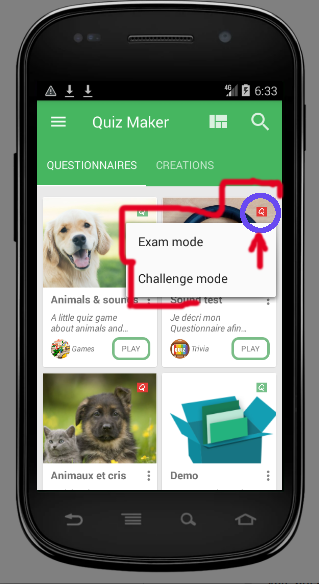 4G 6:33
Quiz Maker
QUESTIONNAIRES CREATIONS
Exam mode
Challenge mode
Animals & sounds
Sound test
A little quiz game
about animals and...
Je décri mon
Questionnaire afin...
Games PLAY
Trivia PLAY
Animaux et cris
Demo